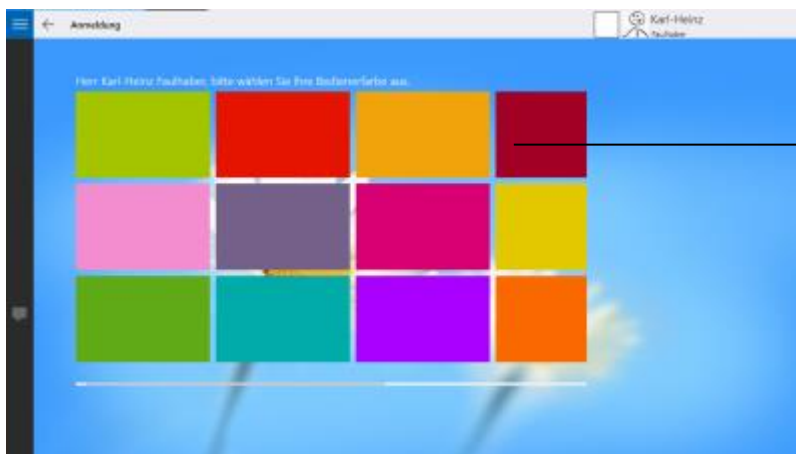 Anmeldung
Karl-Heinz
Faulhaber
Herr Karl-Heinz Faulhaber, bitte wählen Sie Ihre Bedienerfarbe aus.